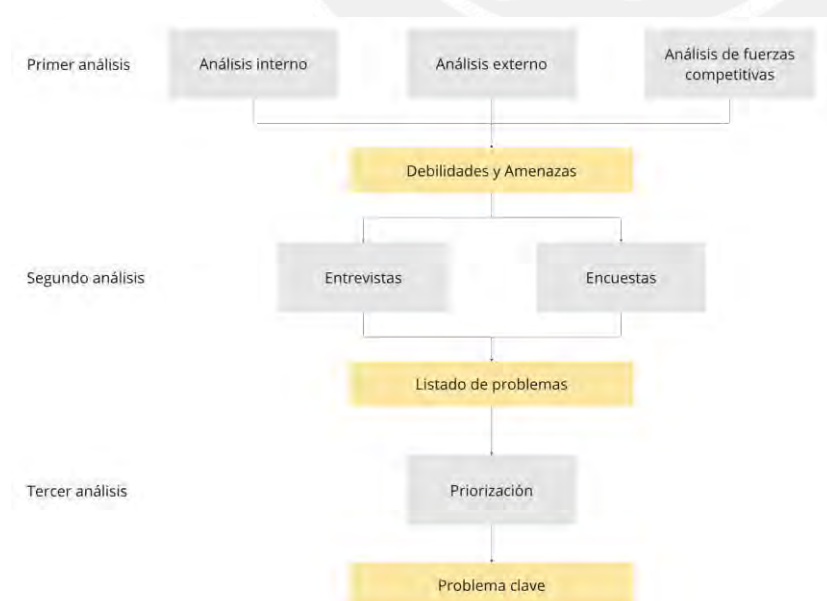 Primer análisis
Análisis interno
Análisis externo
Análisis de fuerzas
competitivas
Debilidades y Amenazas
Segundo análisis
Entrevistas
Encuestas
Listado de problemas
Tercer análisis
Priorización
Problema clave